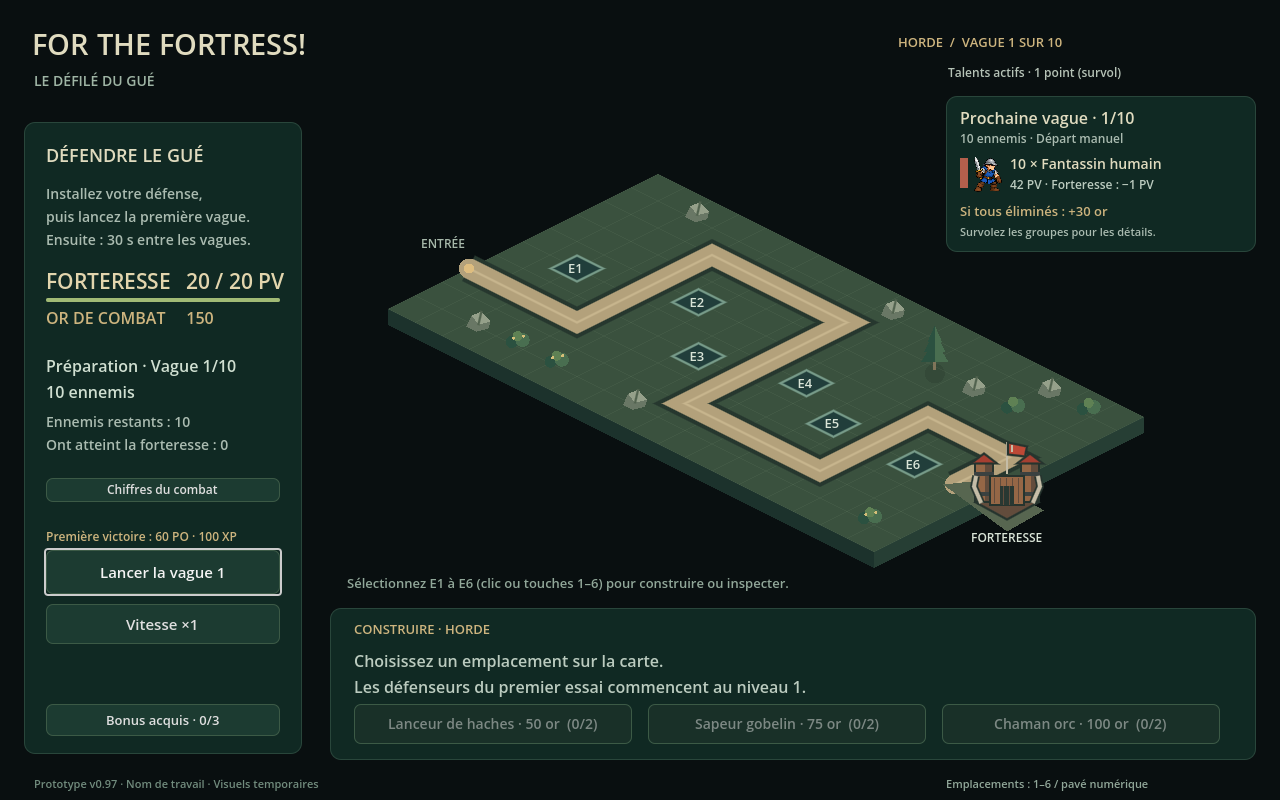 FOR THE FORTRESS!
LE DÉFILÉ DU GUÉ
HORDE / VAGUE 1 SUR 10
Talents actifs · 1 point (survol)
Prochaine vague · 1/10
10 ennemis · Départ manuel
10 × Fantassin humain
42 PV · Forteresse : −1 PV
Si tous éliminés : +30 or
Survolez les groupes pour les détails.
DÉFENDRE LE GUÉ
Installez votre défense,
puis lancez la première vague.
Ensuite : 30 s entre les vagues.
FORTERESSE 20 / 20 PV
OR DE COMBAT 150
Préparation · Vague 1/10
10 ennemis
Ennemis restants : 10
Ont atteint la forteresse : 0
Chiffres du combat
Première victoire : 60 PO · 100 XP
Lancer la vague 1
Vitesse ×1
Bonus acquis · 0/3
ENTRÉE
E1
E2
E3
E4
E5
E6
FORTERESSE
Sélectionnez E1 à E6 (clic ou touches 1–6) pour construire ou inspecter.
CONSTRUIRE · HORDE
Choisissez un emplacement sur la carte.
Les défenseurs du premier essai commencent au niveau 1.
Lanceur de haches · 50 or (0/2)
Sapeur gobelin · 75 or (0/2)
Chaman orc · 100 or (0/2)
Prototype v0.97 · Nom de travail · Visuels temporaires
Emplacements : 1–6 / pavé numérique